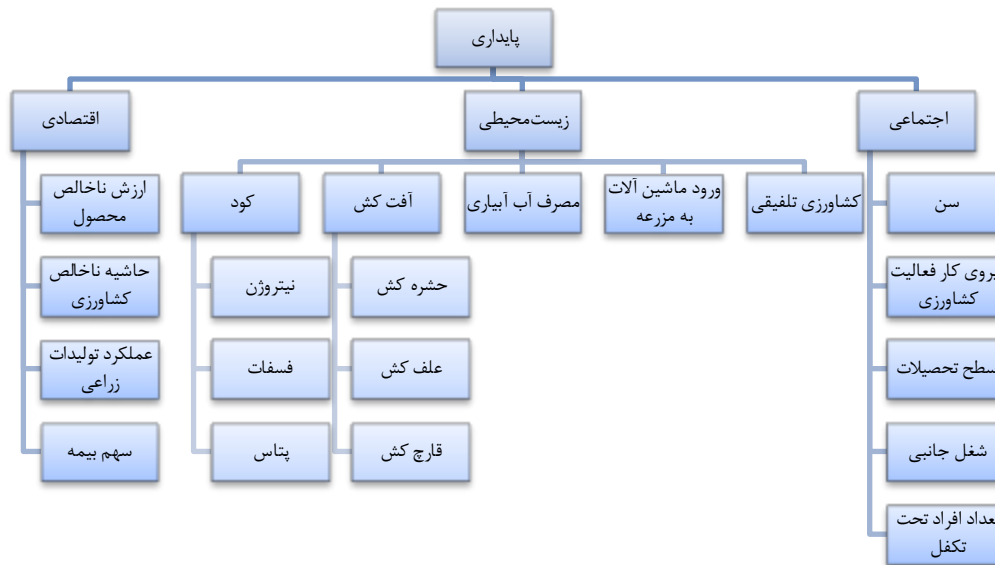 پایداری
اجتماعی
زیست‌محیطی
اقتصادی
سن
یروی کار فعالیت
کشاورزی
سطح تحصیلات
شغل جانبی
عداد افراد تحت
تکفل
کشاورزی تلفیقی
ورود ماشین آلات
به مزرعه
مصرف آب آبیاری
آفت کش
حشره کش
علف کش
قارچ کش
کود
نیتروژن
فسفات
پتاس
ارزش ناخالص
محصول
حاشیه ناخالص
کشاورزی
عملکرد تولیدات
زراعی
سهم بیمه